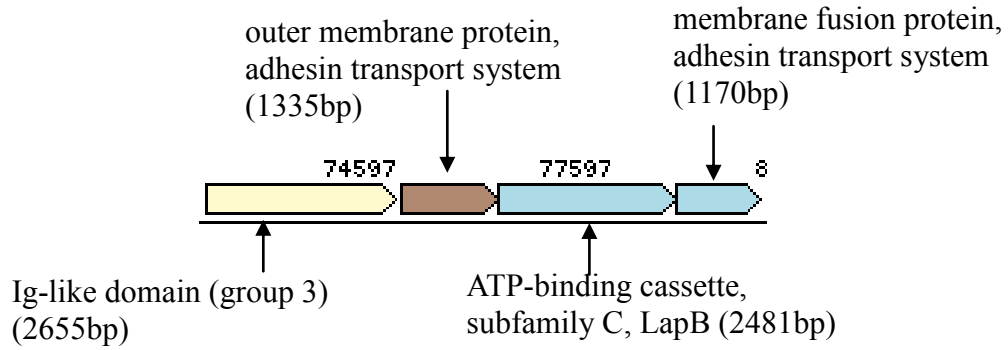 outer membrane protein,
adhesin transport system
(1335bp)
membrane fusion protein,
adhesin transport system
(1170bp)
74597
77597
8
Ig-like domain (group 3)
(2655bp)
ATP-binding cassette,
subfamily C, LapB (2481bp)